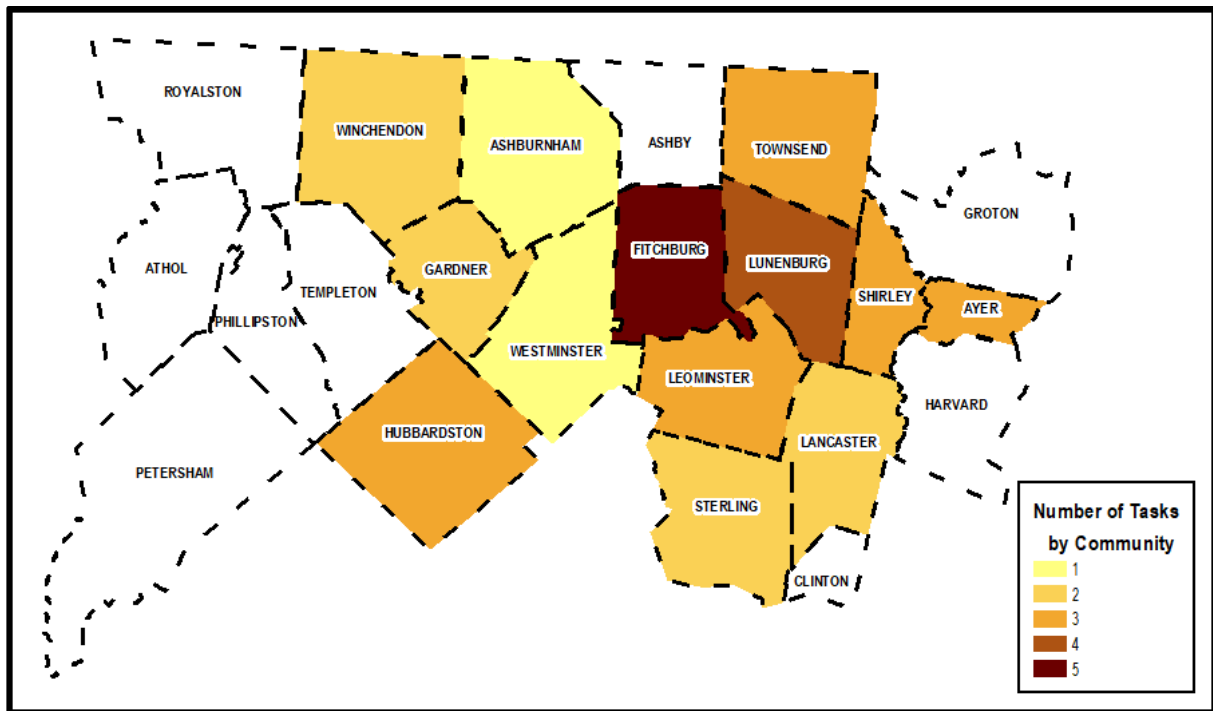 ROYALSTON
WINCHENDON
ASHBURNHAM
ASHBY
TOWNSEND
GROTON
ATHOL
PHILLIPSTON
TEMPLETON
GARDNER
FITCHBURG
LUNENBURG
SHIRLEY
AYER
WESTMINSTER
LEOMINSTER
HARVARD
HUBBARDSTON
LANCASTER
PETERSHAM
STERLING
CLINTON
Number of Tasks
by Community
1
2
3
4
5